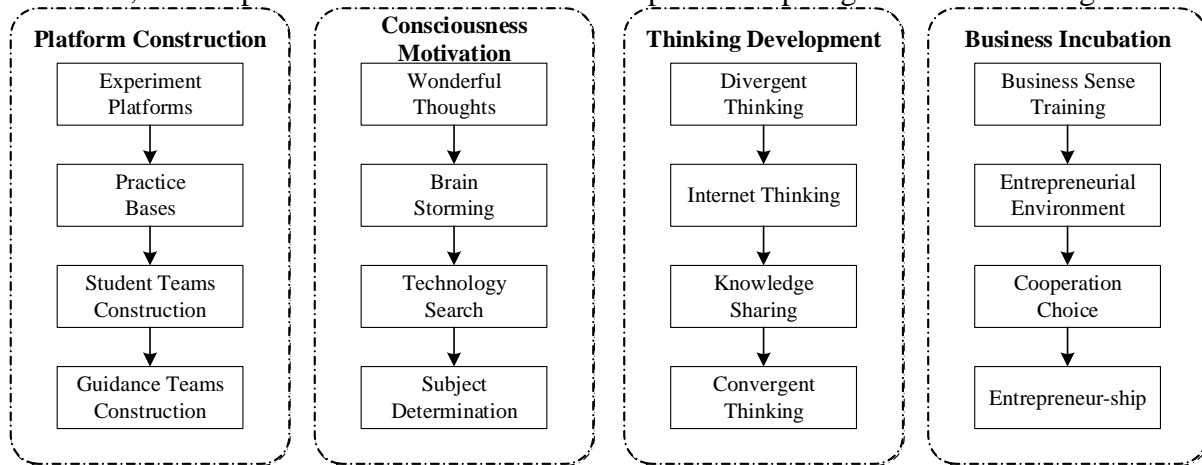 Platform Construction
Experiment
Platforms
Practice
Bases
Student Teams
Construction
Guidance Teams
Construction
Consciousness
Motivation
Wonderful
Thoughts
Brain
Storming
Technology
Search
Subject
Determination
Thinking Development
Divergent
Thinking
Internet Thinking
Knowledge
Sharing
Convergent
Thinking
Business Incubation
Business Sense
Training
Entrepreneurial
Environment
Cooperation
Choice
Entrepreneur-ship